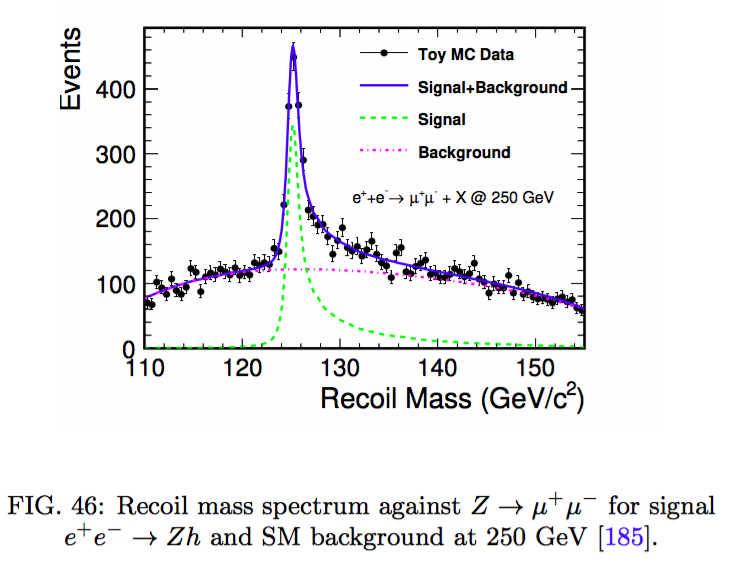 Events
400
300
200
100
0
110 120 130 140 150
Recoil Mass (GeV/c²)
Toy MC Data
Signal+Background
Signal
Background
e⁺+e⁻→ μ⁺μ⁻ + X @ 250 GeV
FIG. 46: Recoil mass spectrum against Z → μ⁺μ⁻ for signal
e⁺e⁻ → Zh and SM background at 250 GeV [185].